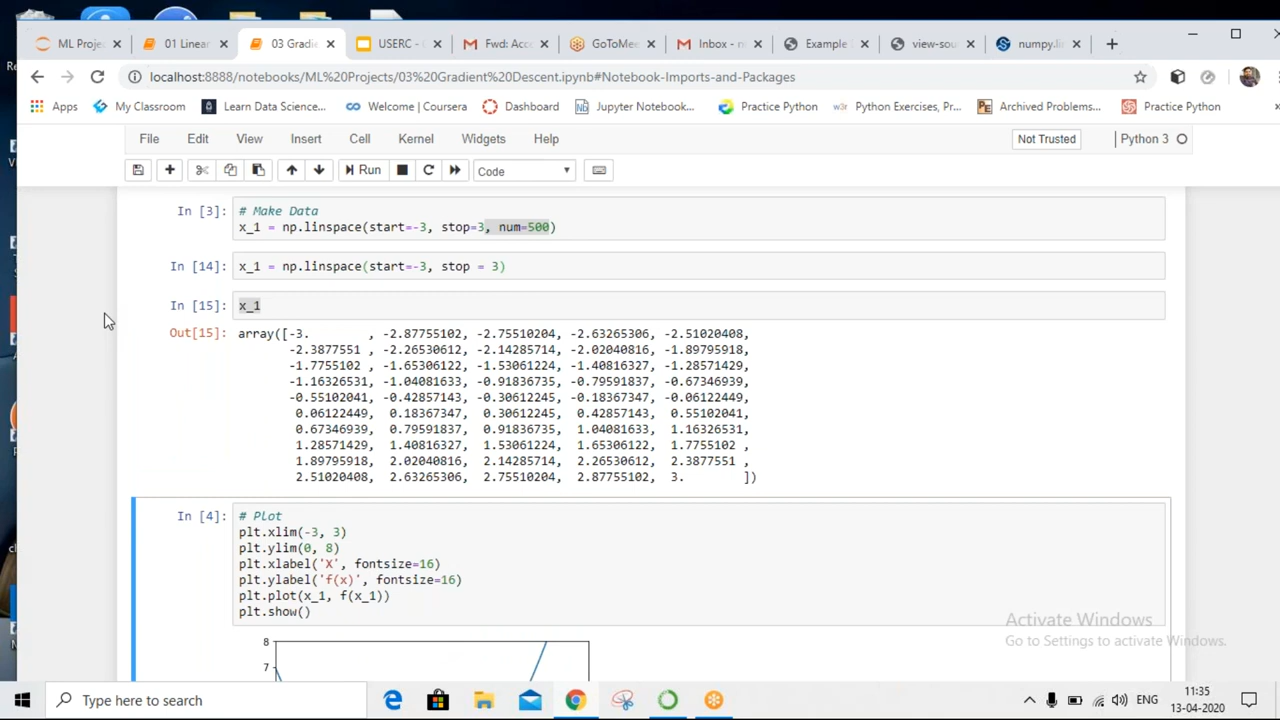 ML Proje
01 Linear
03 Gradie
USERC -
Fwd: Acc
GoToMee
Inbox - m
Example
view-sou
numpy.lin
localhost:8888/notebooks/ML%20Projects/03%20Gradient%20Descent.ipynb#Notebook-Imports-and-Packages
Apps
My Classroom
Learn Data Science...
Welcome | Coursera
Dashboard
Jupyter Notebook...
Practice Python
Python Exercises, Pr...
Archived Problems...
Practice Python
File Edit View Insert Cell Kernel Widgets Help
Not Trusted
Python 3
Run
Code
In [3]: # Make Data
x_1 = np.linspace(start=-3, stop=3, num=500)
In [14]: x_1 = np.linspace(start=-3, stop = 3)
In [15]: x_1
Out[15]: array([-3. , -2.87755102, -2.75510204, -2.63265306, -2.51020408,
-2.3877551 , -2.26530612, -2.14285714, -2.02040816, -1.89795918,
-1.7755102 , -1.65306122, -1.53061224, -1.40816327, -1.28571429,
-1.16326531, -1.04081633, -0.91836735, -0.79591837, -0.67346939,
-0.55102041, -0.42857143, -0.30612245, -0.18367347, -0.06122449,
0.06122449, 0.18367347, 0.30612245, 0.42857143, 0.55102041,
0.67346939, 0.79591837, 0.91836735, 1.04081633, 1.16326531,
1.28571429, 1.40816327, 1.53061224, 1.65306122, 1.7755102 ,
1.89795918, 2.02040816, 2.14285714, 2.26530612, 2.3877551 ,
2.51020408, 2.63265306, 2.75510204, 2.87755102, 3. ])
In [4]: # Plot
plt.xlim(-3, 3)
plt.ylim(0, 8)
plt.xlabel('X', fontsize=16)
plt.ylabel('f(x)', fontsize=16)
plt.plot(x_1, f(x_1))
plt.show()
8
7
Activate Windows
Go to Settings to activate Windows.
Type here to search
ENG
11:35
13-04-2020